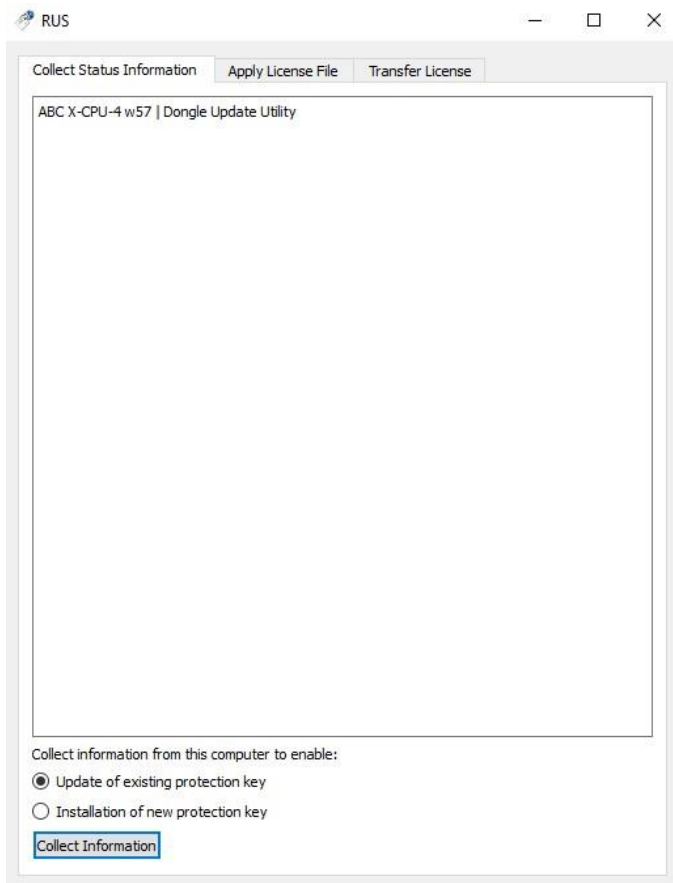 RUS
Collect Status Information Apply License File Transfer License
ABC X-CPU-4 w57 | Dongle Update Utility
Collect information from this computer to enable:
Update of existing protection key
Installation of new protection key
Collect Information